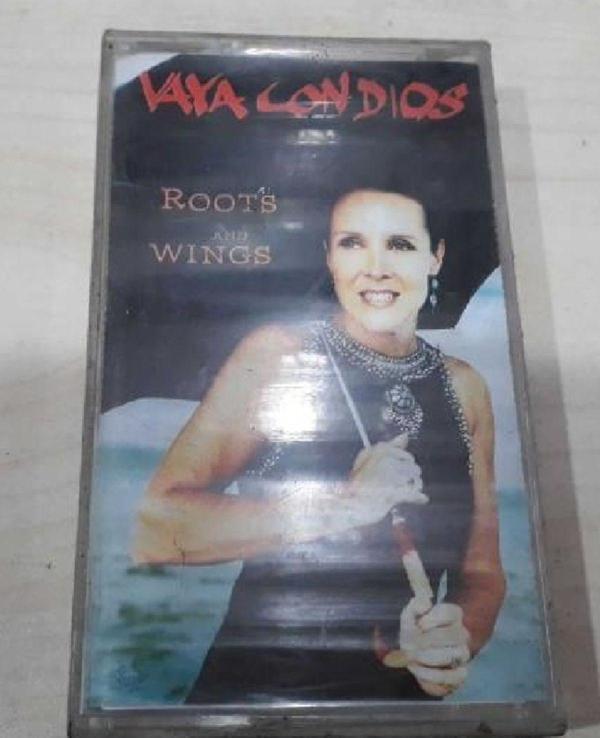 VAYA CON DIOS
ROOTS
AND
WINGS